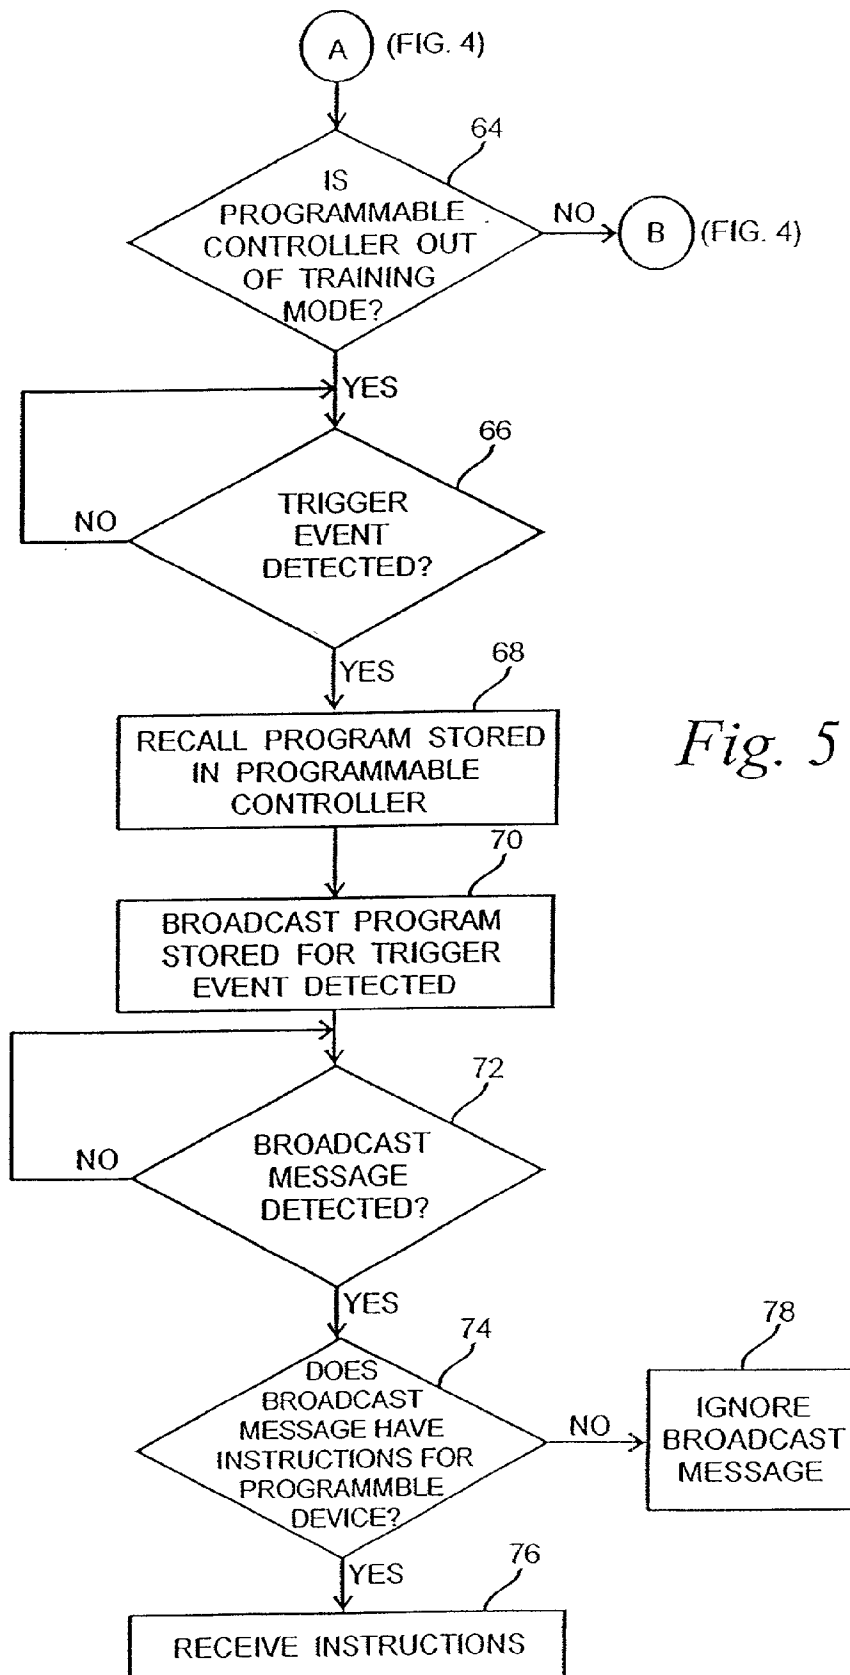 A (FIG. 4)
64
IS
PROGRAMMABLE
CONTROLLER OUT
OF TRAINING
MODE?
NO
B (FIG. 4)
YES
66
TRIGGER
EVENT
DETECTED?
NO
YES
68
RECALL PROGRAM STORED
IN PROGRAMMABLE
CONTROLLER
Fig. 5
70
BROADCAST PROGRAM
STORED FOR TRIGGER
EVENT DETECTED
72
BROADCAST
MESSAGE
DETECTED?
NO
YES
74
DOES
BROADCAST
MESSAGE HAVE
INSTRUCTIONS FOR
PROGRAMMBLE
DEVICE?
NO
78
IGNORE
BROADCAST
MESSAGE
YES
76
RECEIVE INSTRUCTIONS